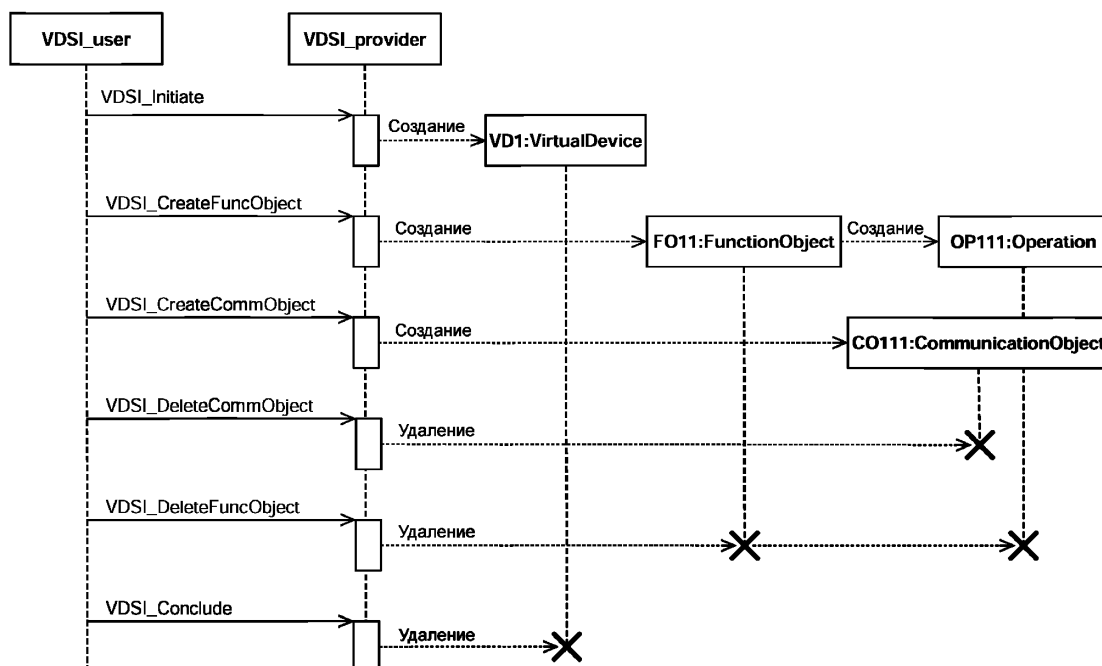 VDSI_user
VDSI_provider
VDSI_Initiate
Создание
VD1:VirtualDevice
VDSI_CreateFuncObject
Создание
FO11:FunctionObject
Создание
OP111:Operation
VDSI_CreateCommObject
Создание
CO111:CommunicationObject
VDSI_DeleteCommObject
Удаление
VDSI_DeleteFuncObject
Удаление
VDSI_Conclude
Удаление